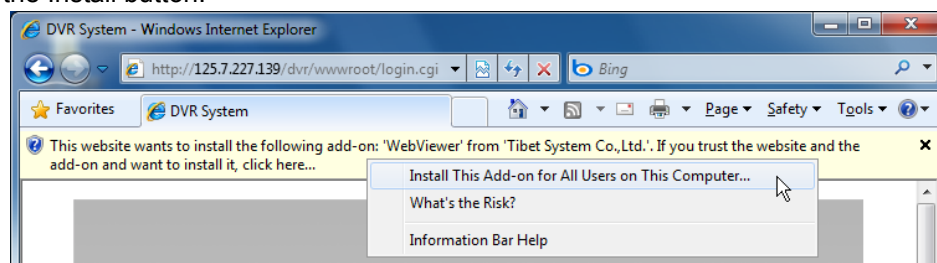 the Install button.
DVR System - Windows Internet Explorer
http://125.7.227.139/dvr/wwwroot/login.cgi
Bing
Favorites
DVR System
Page
Safety
Tools
This website wants to install the following add-on: 'WebViewer' from 'Tibet System Co.,Ltd.'. If you trust the website and the
add-on and want to install it, click here...
Install This Add-on for All Users on This Computer...
What's the Risk?
Information Bar Help